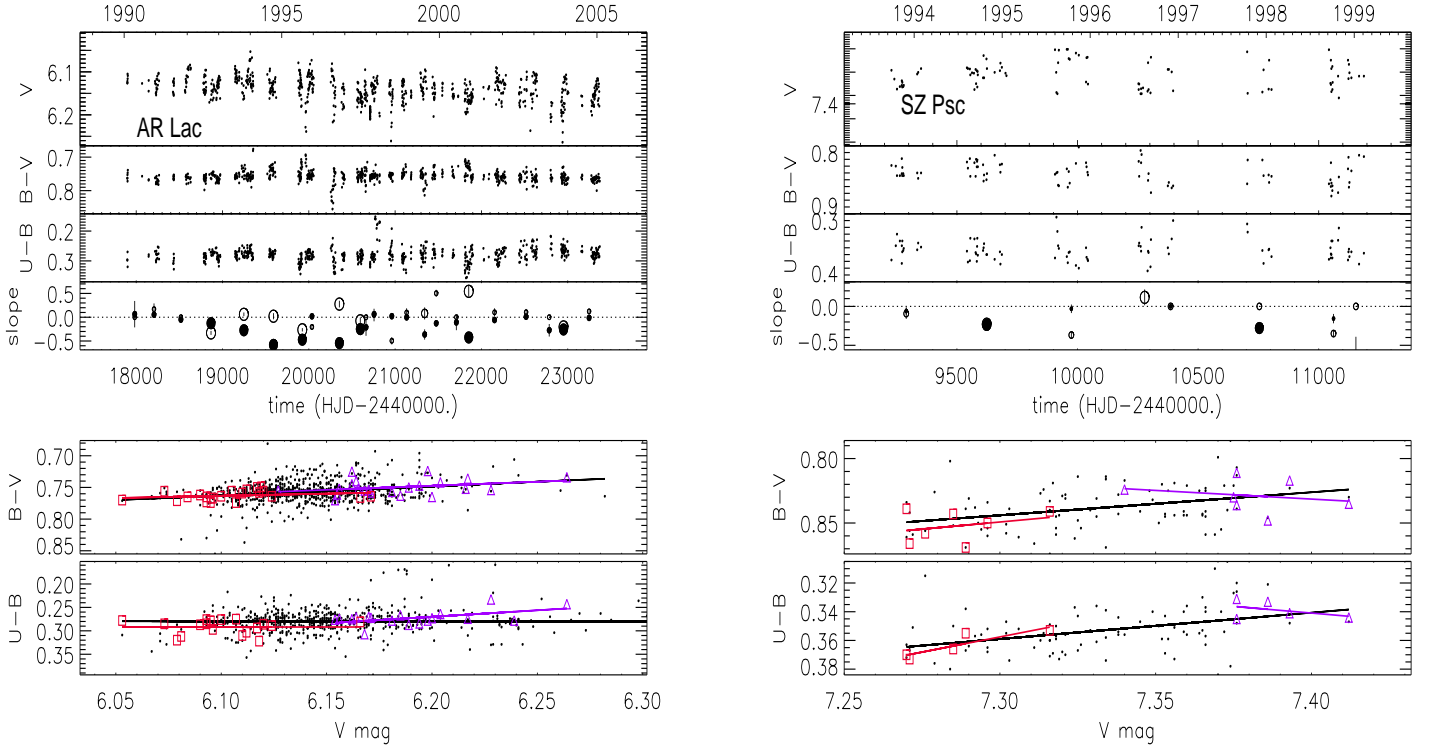 1990 1995 2000 2005
V
6.1
6.2
AR Lac
B−V
0.7
0.8
U−B
0.2
0.3
slope
0.5
0.0
−0.5
18000 19000 20000 21000 22000 23000
time (HJD−2440000.)
B−V
0.70
0.75
0.80
0.85
U−B
0.20
0.25
0.30
0.35
6.05 6.10 6.15 6.20 6.25 6.30
V mag
1994 1995 1996 1997 1998 1999
V
7.4
SZ Psc
B−V
0.8
0.9
U−B
0.3
0.4
slope
0.0
−0.5
9500 10000 10500 11000
time (HJD−2440000.)
B−V
0.80
0.85
U−B
0.32
0.34
0.36
0.38
7.25 7.30 7.35 7.40
V mag